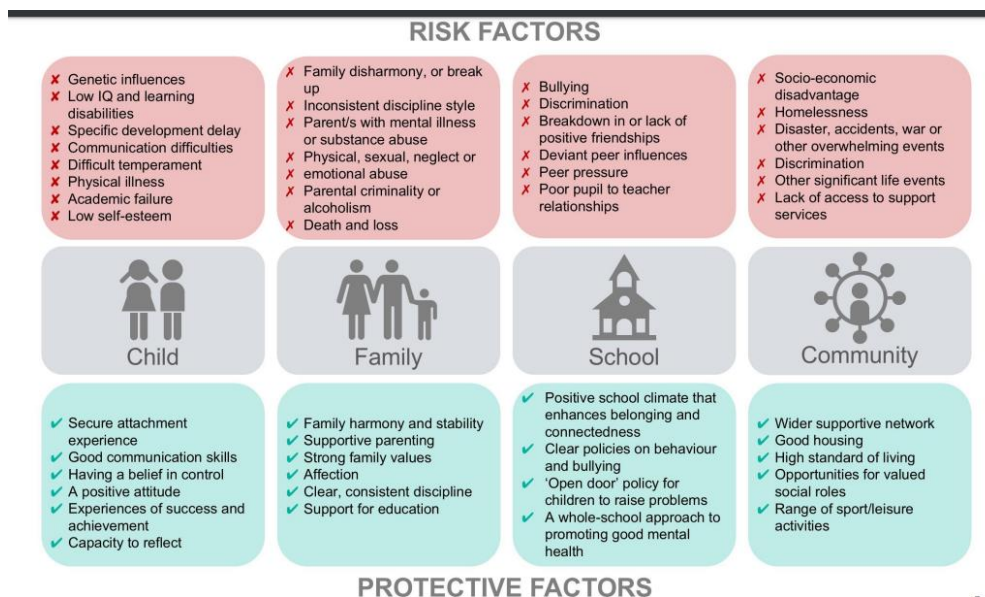 RISK FACTORS
✘ Genetic influences
✘ Low IQ and learning
disabilities
✘ Specific development delay
✘ Communication difficulties
✘ Difficult temperament
✘ Physical illness
✘ Academic failure
✘ Low self-esteem
✗ Family disharmony, or break
up
✗ Inconsistent discipline style
✗ Parent/s with mental illness
or substance abuse
✗ Physical, sexual, neglect or
✗ emotional abuse
✗ Parental criminality or
alcoholism
✗ Death and loss
✗ Bullying
✗ Discrimination
✗ Breakdown in or lack of
positive friendships
✗ Deviant peer influences
✗ Peer pressure
✗ Poor pupil to teacher
relationships
✗ Socio-economic
disadvantage
✗ Homelessness
✗ Disaster, accidents, war or
other overwhelming events
✗ Discrimination
✗ Other significant life events
✗ Lack of access to support
services
Child
Family
School
Community
✔ Secure attachment
experience
✔ Good communication skills
✔ Having a belief in control
✔ A positive attitude
✔ Experiences of success and
achievement
✔ Capacity to reflect
✔ Family harmony and stability
✔ Supportive parenting
✔ Strong family values
✔ Affection
✔ Clear, consistent discipline
✔ Support for education
✔ Positive school climate that
enhances belonging and
connectedness
✔ Clear policies on behaviour
and bullying
✔ ‘Open door’ policy for
children to raise problems
✔ A whole-school approach to
promoting good mental
health
✔ Wider supportive network
✔ Good housing
✔ High standard of living
✔ Opportunities for valued
social roles
✔ Range of sport/leisure
activities
PROTECTIVE FACTORS